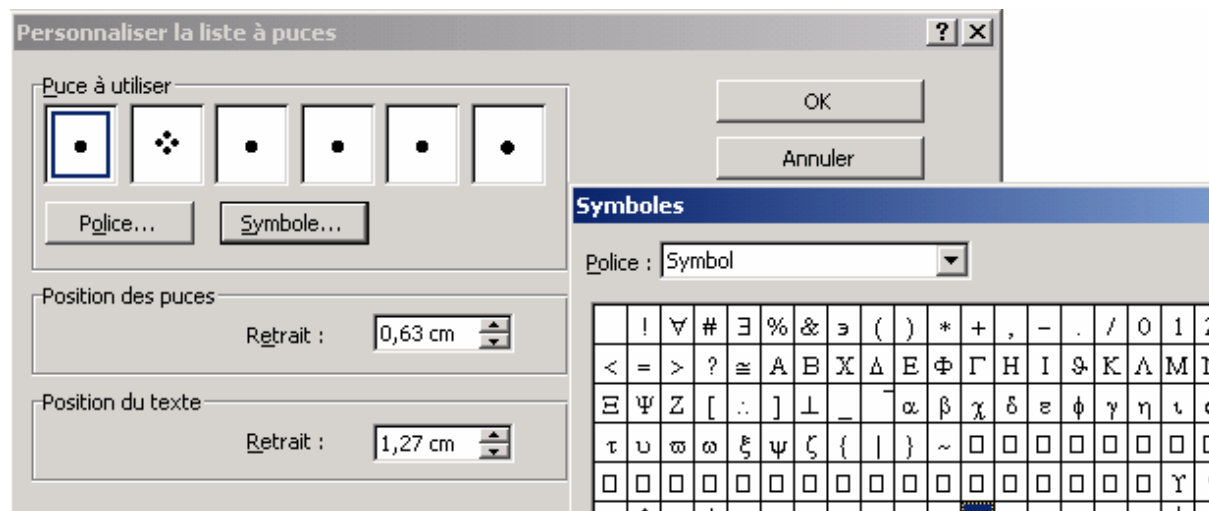 Personnaliser la liste à puces
Puce à utiliser
OK
Annuler
Police...
Symbole...
Symboles
Police : Symbol
Position des puces
Retrait : 0,63 cm
Position du texte
Retrait : 1,27 cm
! ∀ # ∃ % & ∍ ( ) * + , − . / 0 1
< = > ? ≅ Α Β Χ Δ Ε Φ Γ Η Ι ϑ Κ Λ Μ
Ξ Ψ Ζ [ ∴ ] ⊥ _ ‾ α β χ δ ε φ γ η ι
τ υ ϖ ω ξ ψ ζ { | } ~ □ □ □ □ □ □
□ □ □ □ □ □ □ □ □ □ □ □ □ □ □ □ □ ϒ